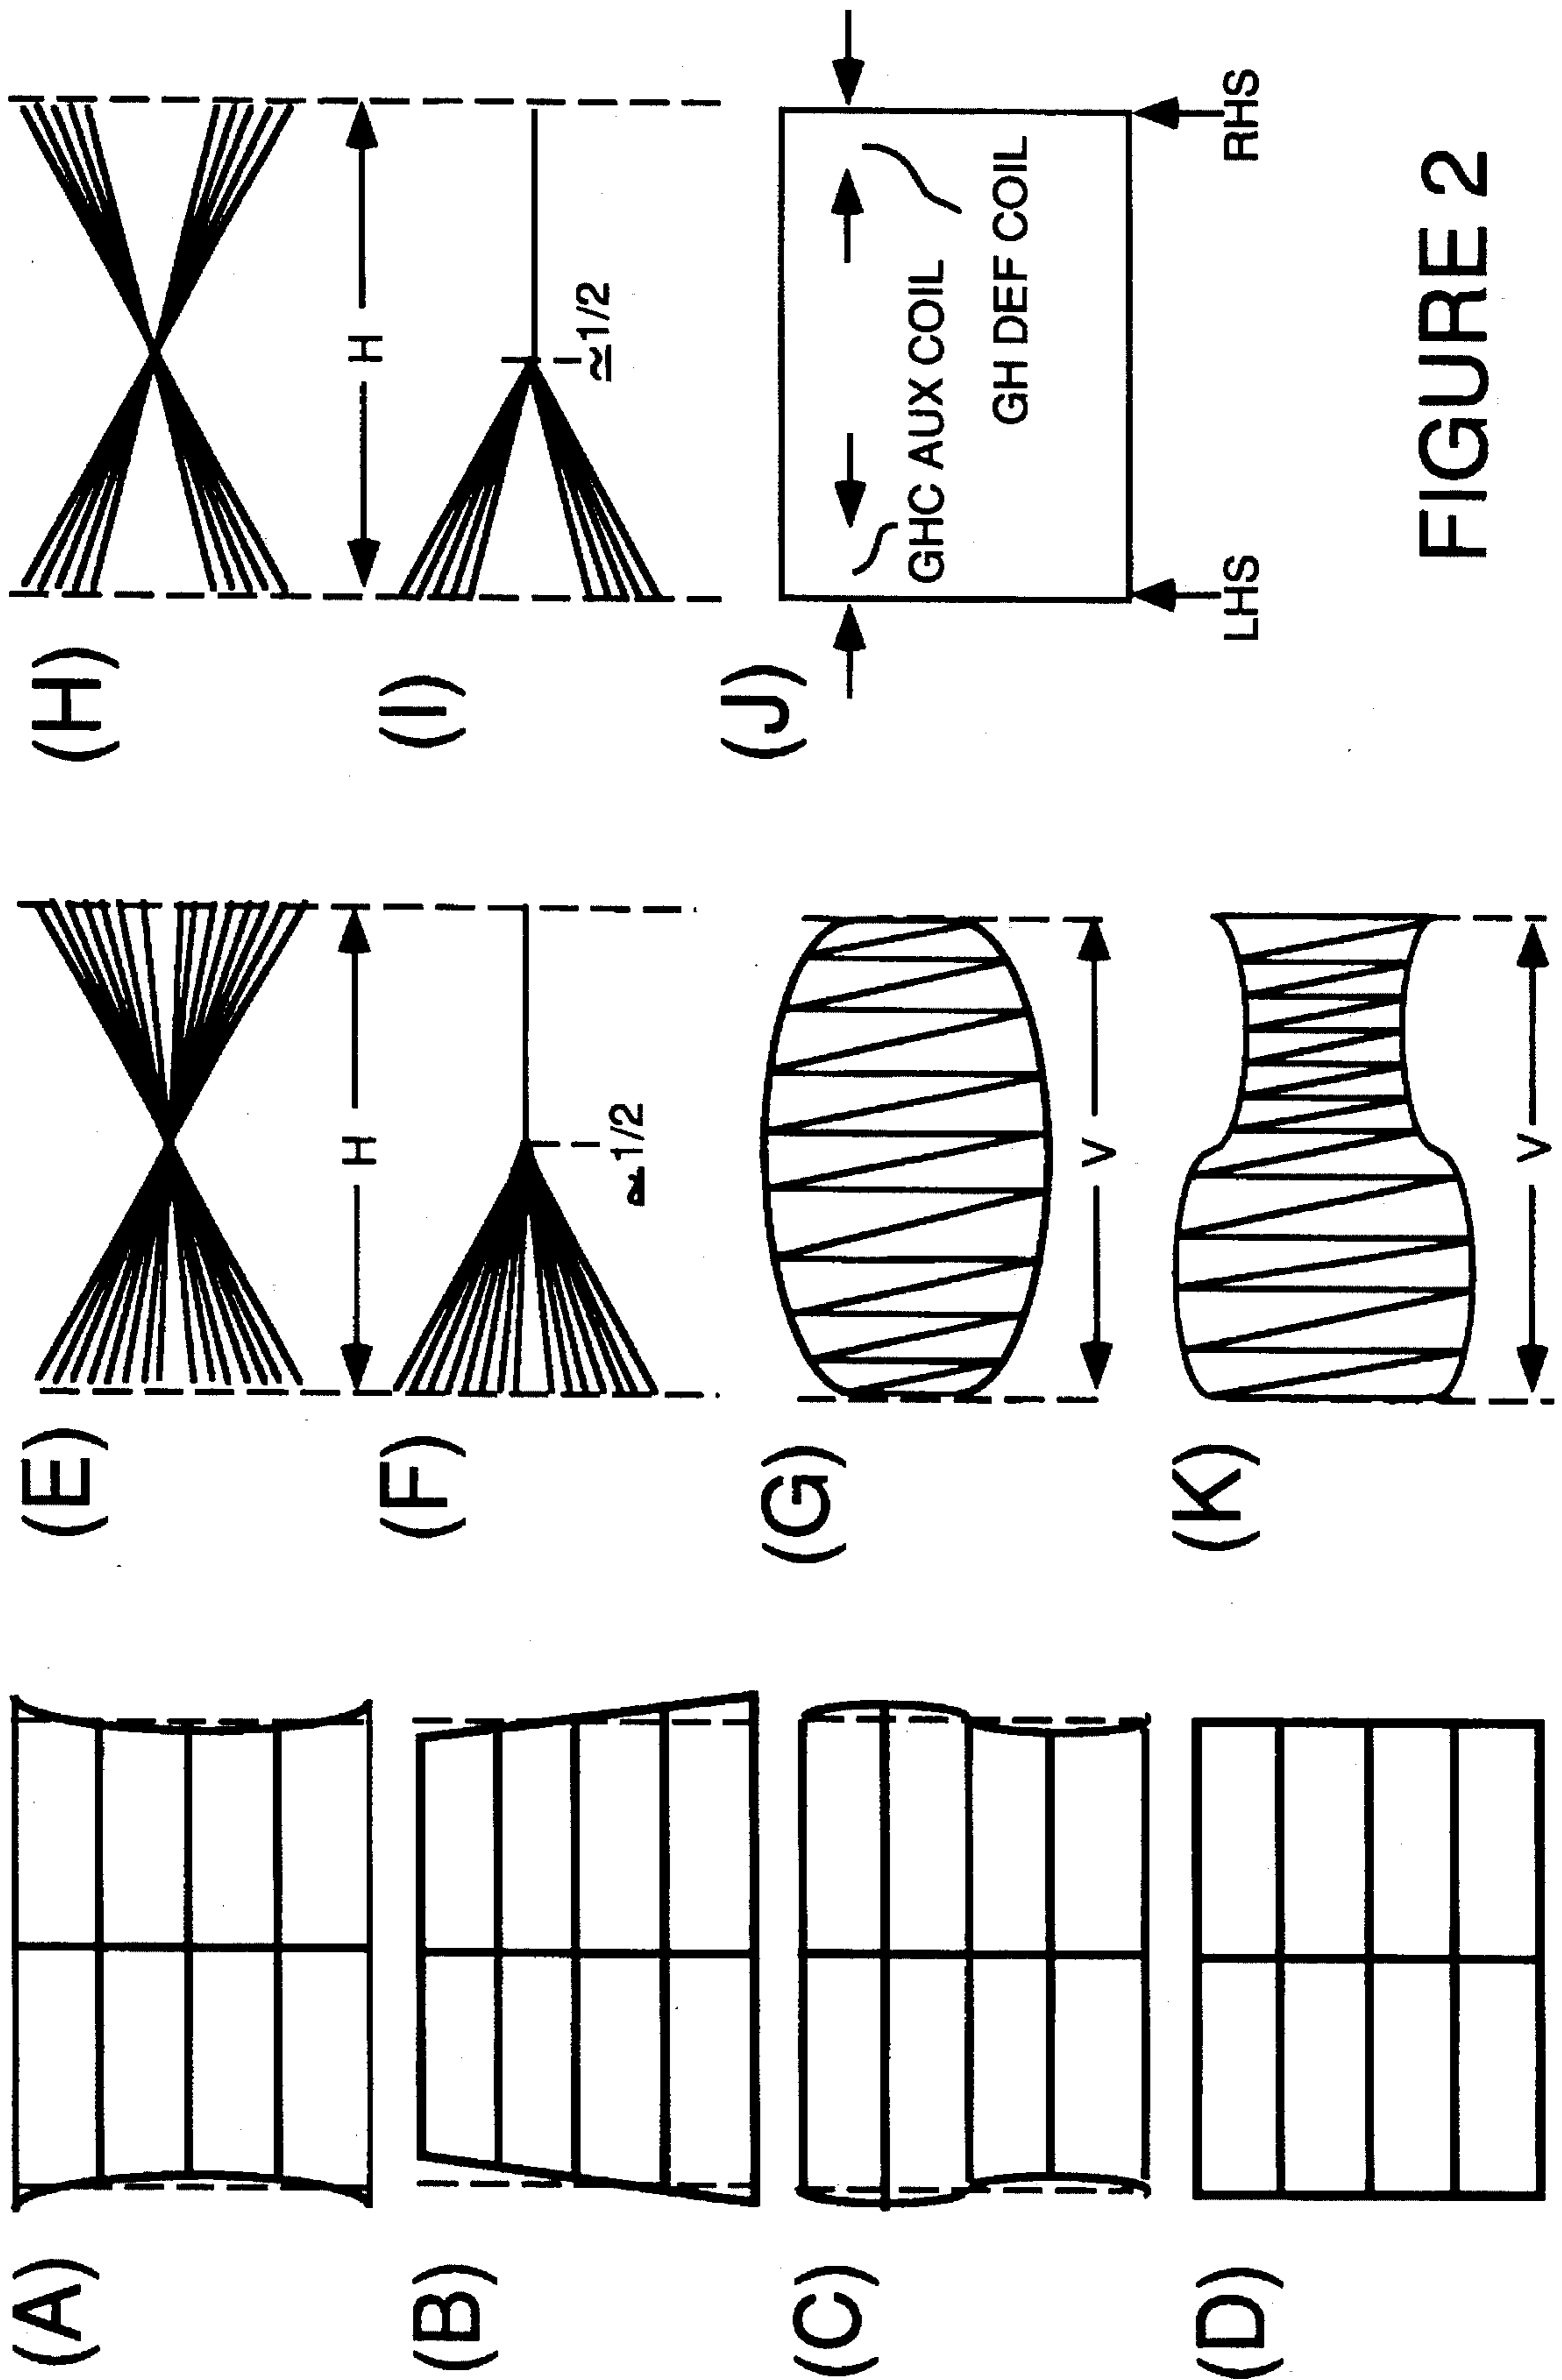 (A)
(B)
(C)
(D)
(E)
H
(F)
≃1/2
(G)
V
(K)
V
(H)
H
(I)
≃1/2
(J)
GHC AUX COIL
GH DEF COIL
LHS
RHS
FIGURE 2